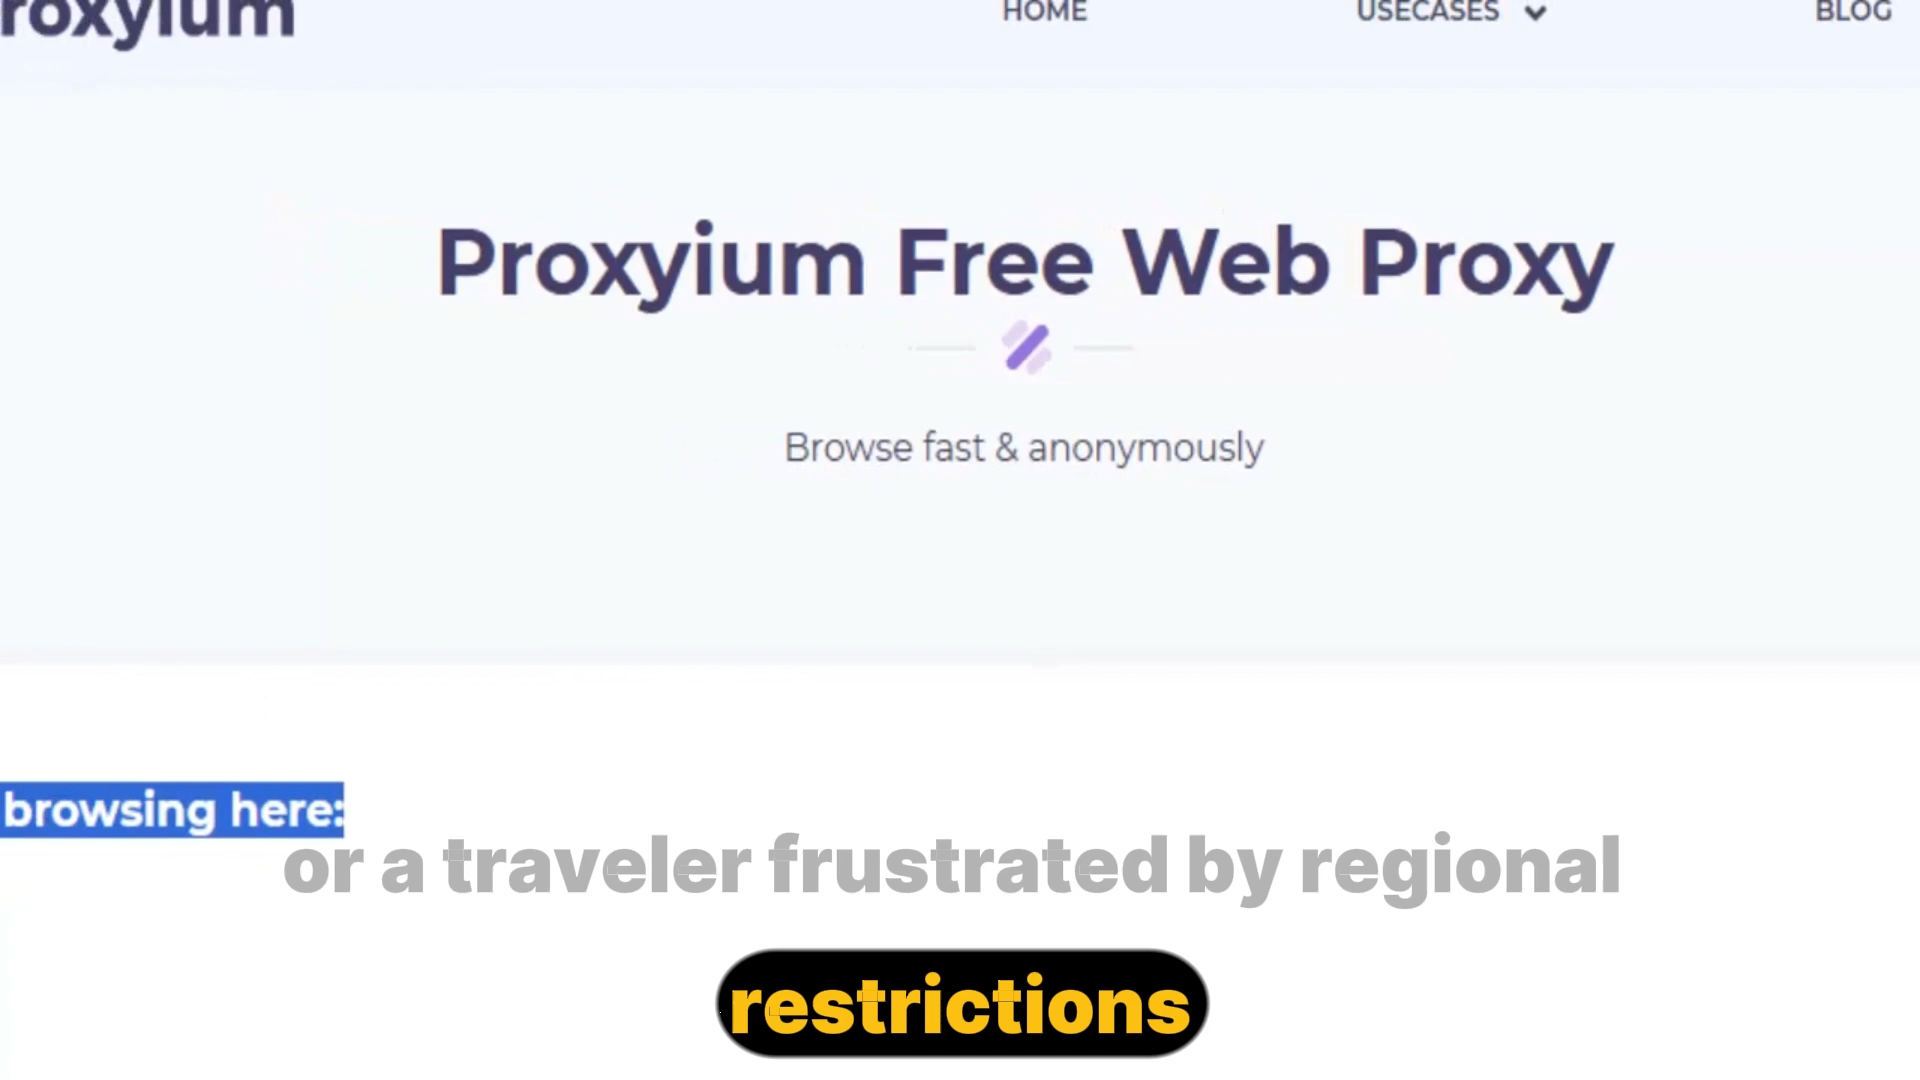 roxyium
HOME USECASES BLOG
Proxyium Free Web Proxy
Browse fast & anonymously
browsing here:
or a traveler frustrated by regional
restrictions